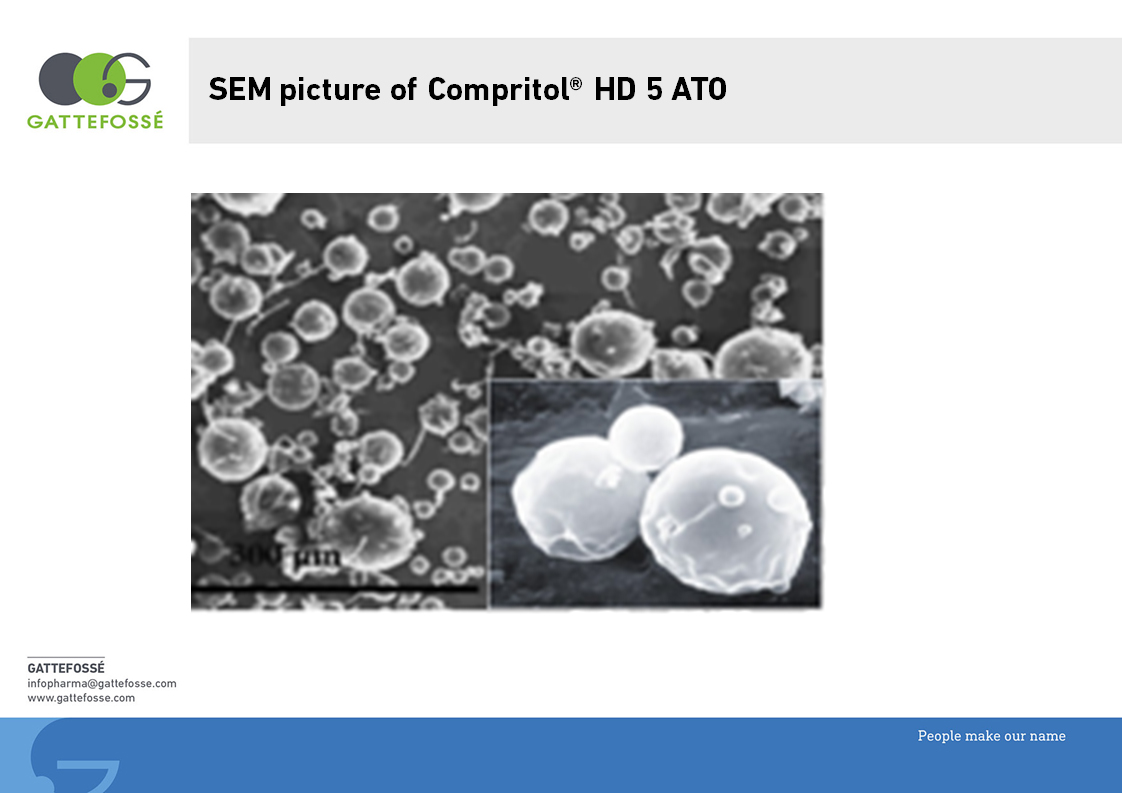 GATTEFOSSÉ
SEM picture of Compritol® HD 5 ATO
300 µm
GATTEFOSSÉ
infopharma@gattefosse.com
www.gattefosse.com
People make our name